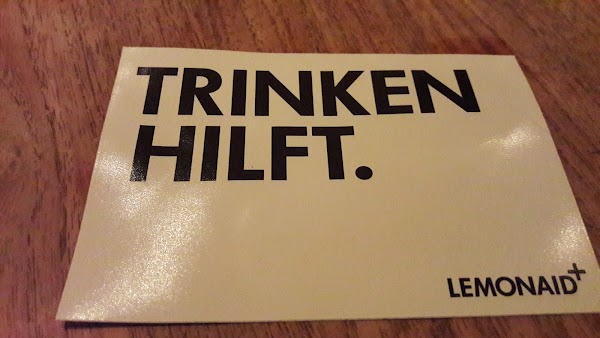 TRINKEN
HILFT.
LEMONAID+